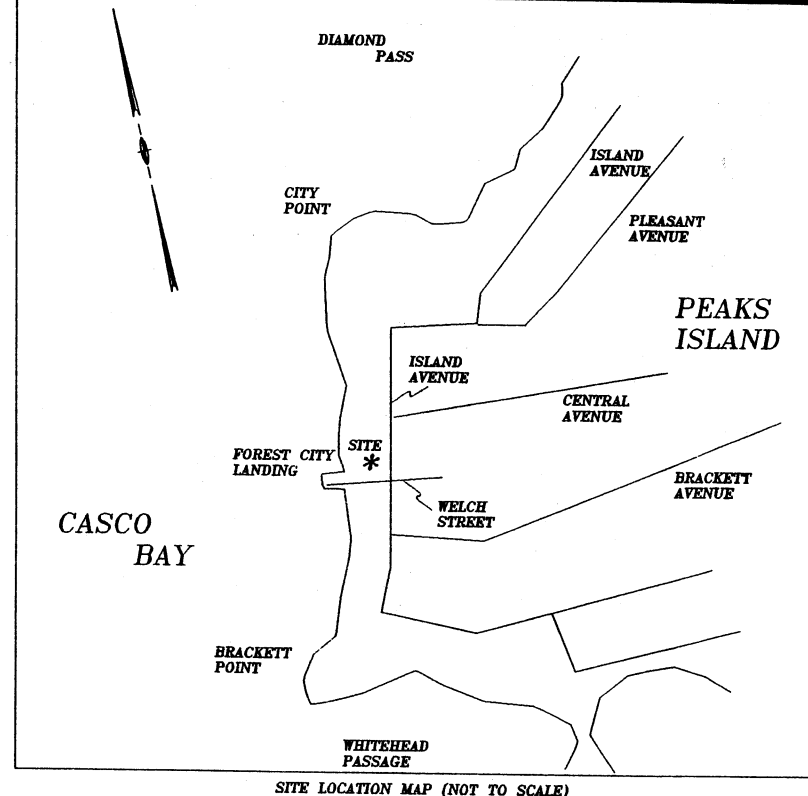 DIAMOND
PASS
ISLAND
AVENUE
CITY
POINT
PLEASANT
AVENUE
PEAKS
ISLAND
ISLAND
AVENUE
CENTRAL
AVENUE
SITE
FOREST CITY
LANDING
BRACKETT
AVENUE
WELCH
STREET
CASCO
BAY
BRACKETT
POINT
WHITEHEAD
PASSAGE
SITE LOCATION MAP (NOT TO SCALE)